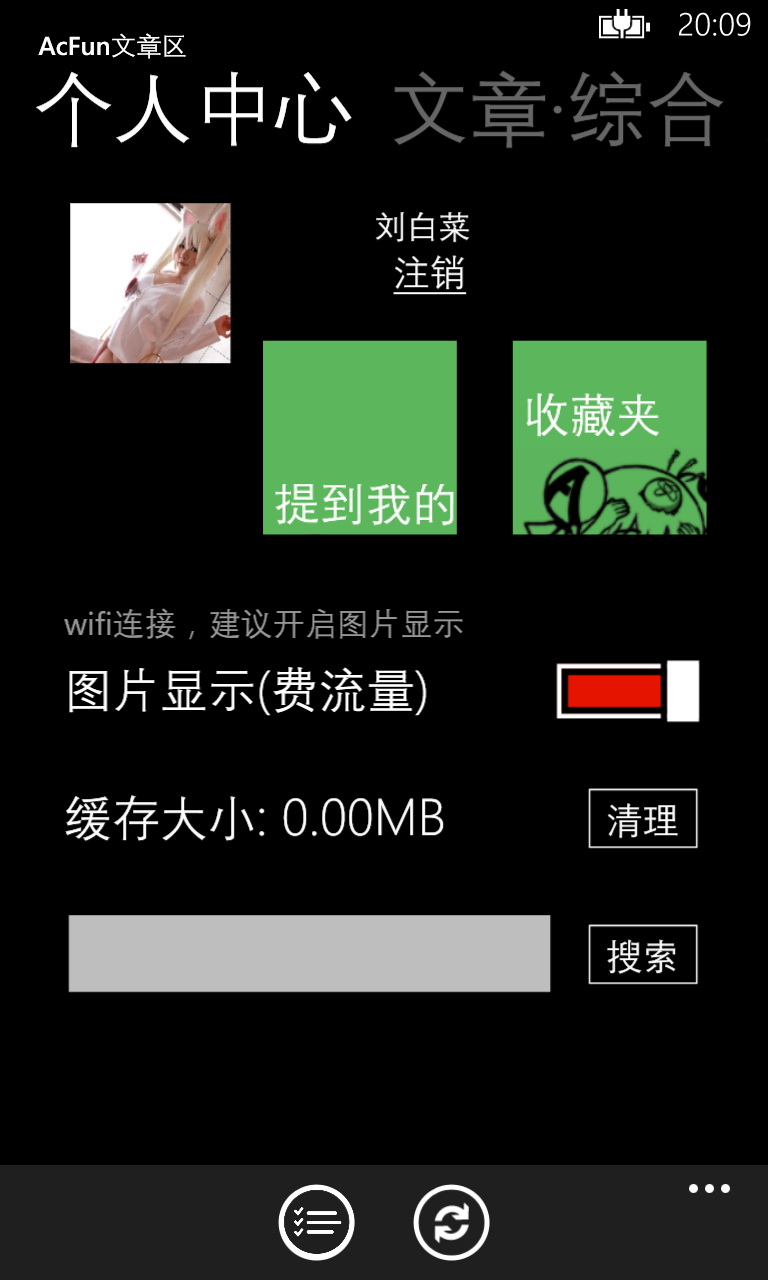 20:09
AcFun文章区
个人中心 文章·综合
刘白菜
注销
提到我的
收藏夹
wifi连接，建议开启图片显示
图片显示(费流量)
缓存大小: 0.00MB
清理
搜索